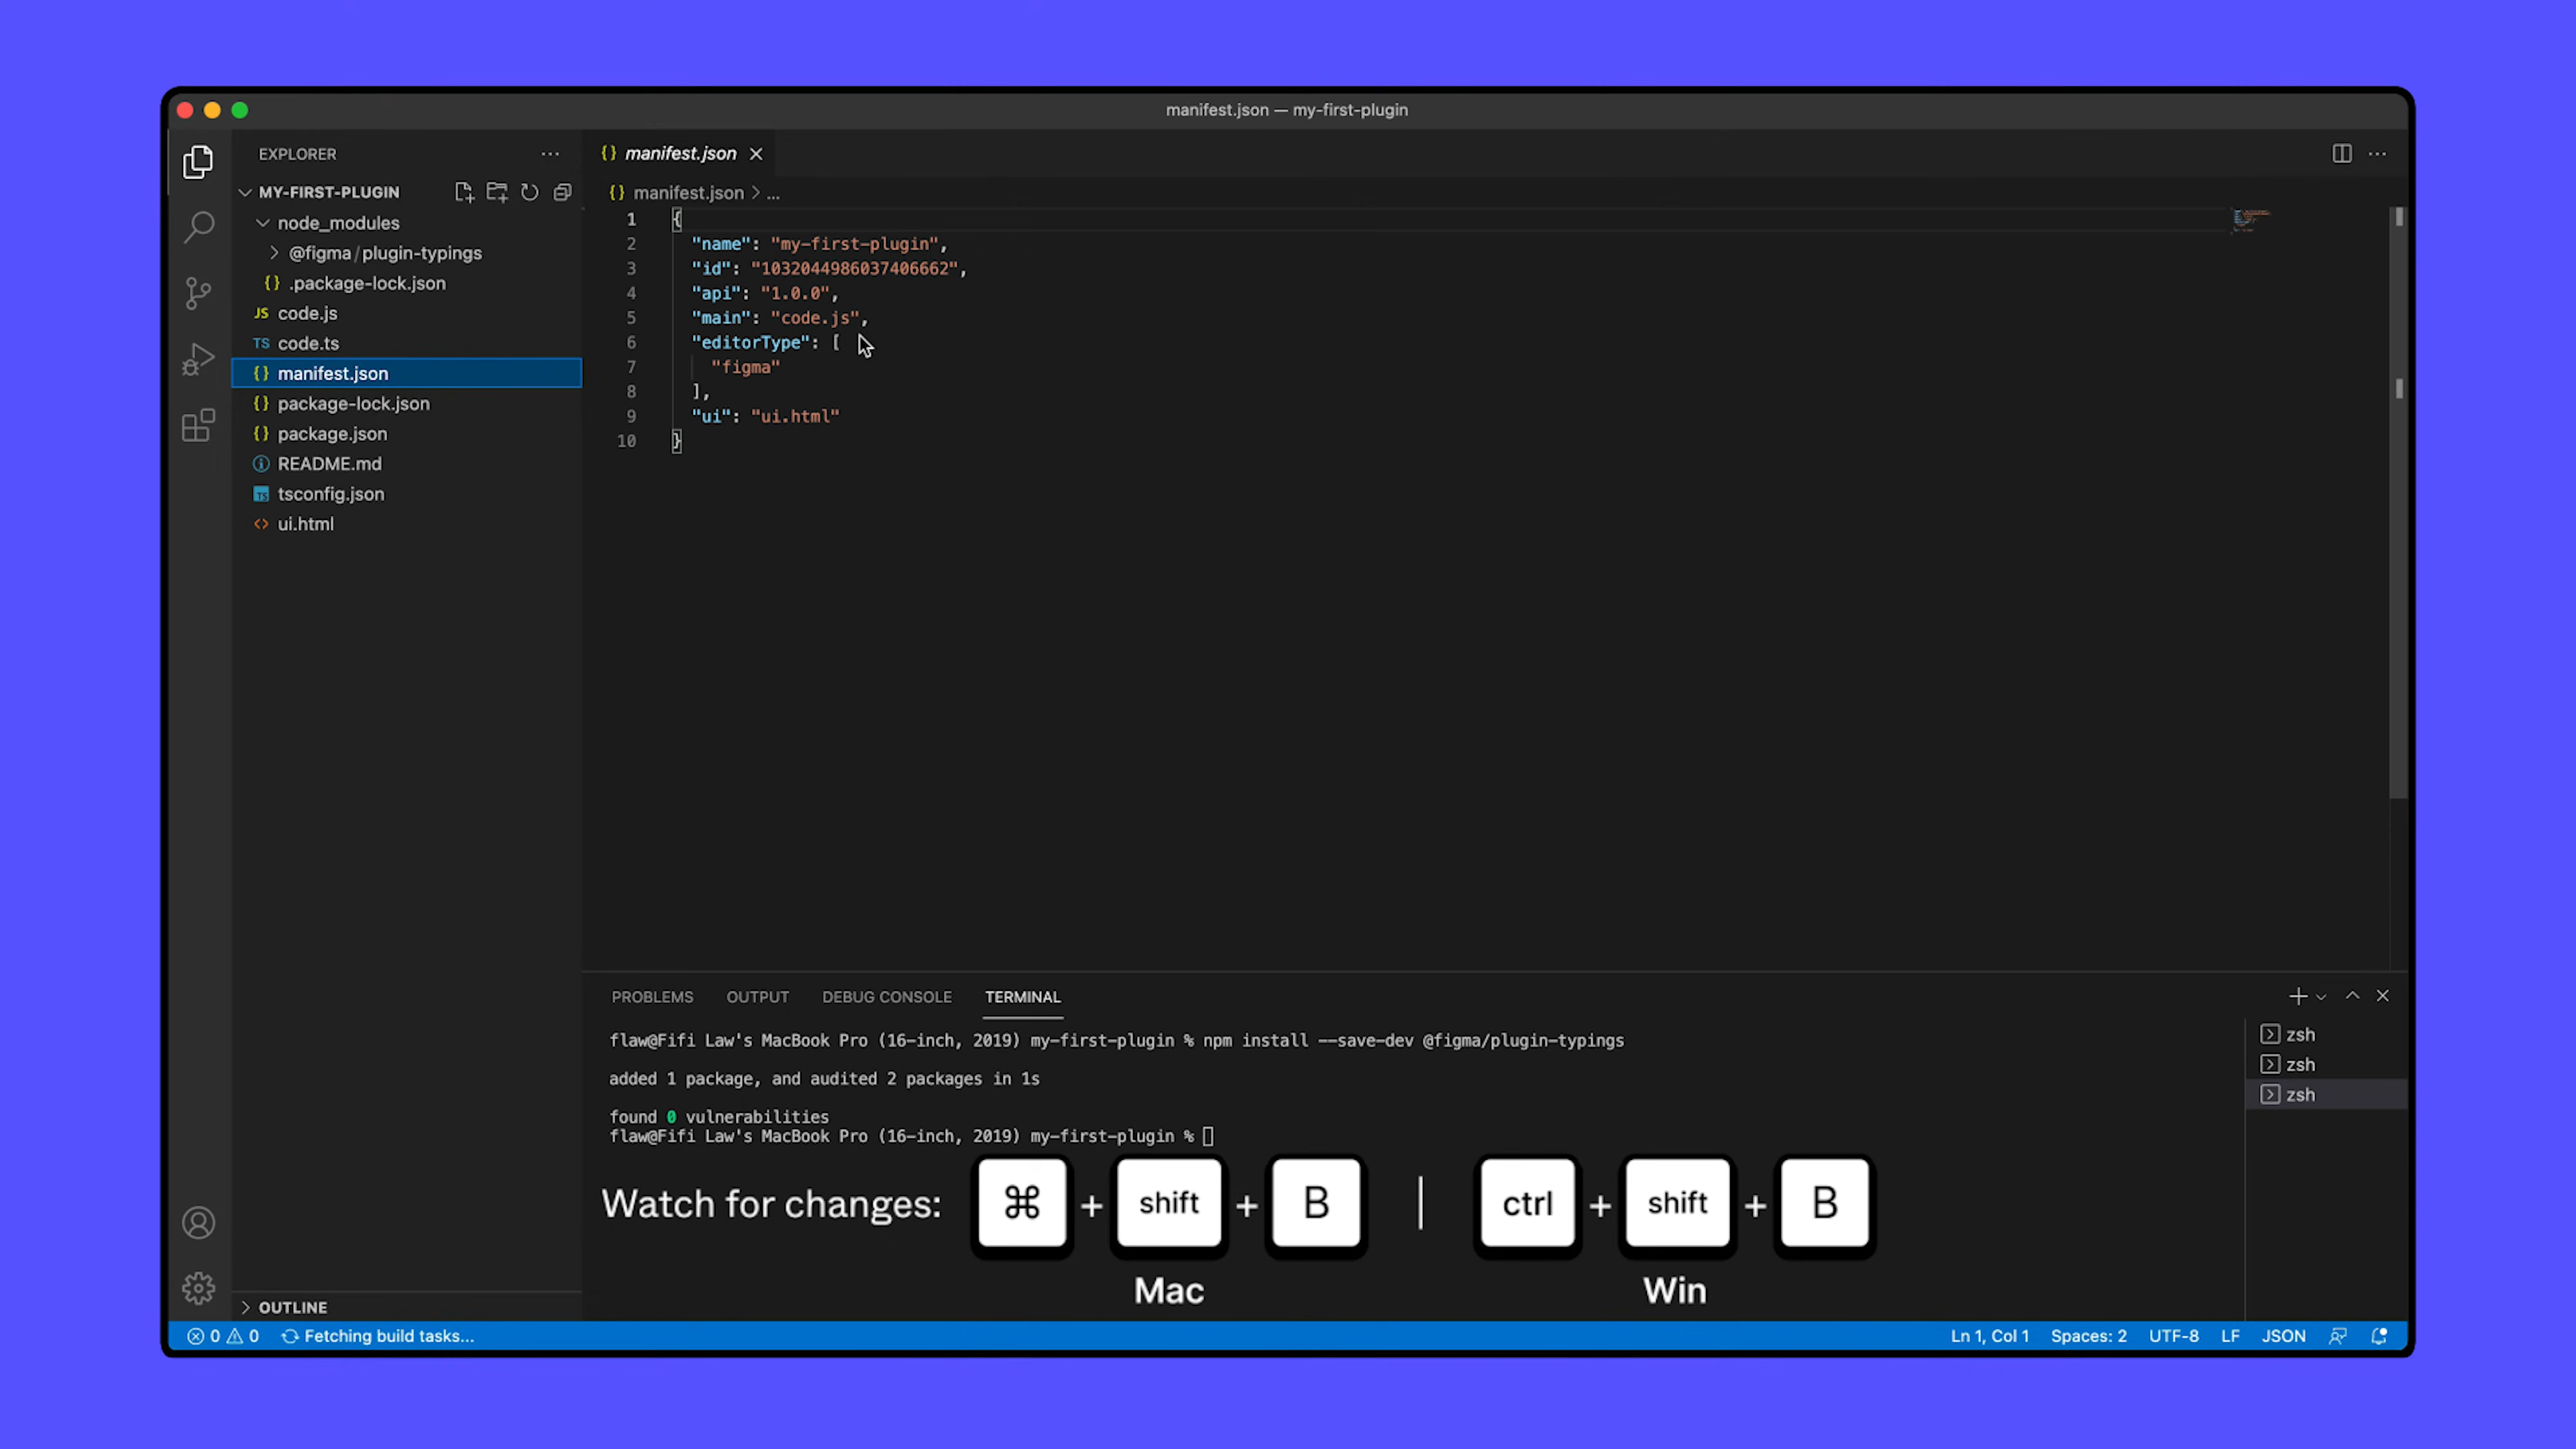 manifest.json — my-first-plugin
EXPLORER
MY-FIRST-PLUGIN
node_modules
@figma/plugin-typings
{} .package-lock.json
JS code.js
TS code.ts
{} manifest.json
{} package-lock.json
{} package.json
README.md
TS tsconfig.json
<> ui.html
OUTLINE
{} manifest.json
{} manifest.json > ...
1 {
2 "name": "my-first-plugin",
3 "id": "1032044986037406662",
4 "api": "1.0.0",
5 "main": "code.js",
6 "editorType": [
7 "figma"
8 ],
9 "ui": "ui.html"
10 }
PROBLEMS OUTPUT DEBUG CONSOLE TERMINAL
flaw@Fifi Law's MacBook Pro (16-inch, 2019) my-first-plugin % npm install --save-dev @figma/plugin-typings
added 1 package, and audited 2 packages in 1s
found 0 vulnerabilities
flaw@Fifi Law's MacBook Pro (16-inch, 2019) my-first-plugin %
zsh
zsh
zsh
Watch for changes: ⌘ + shift + B | ctrl + shift + B
Mac Win
0 0 Fetching build tasks... Ln 1, Col 1 Spaces: 2 UTF-8 LF JSON